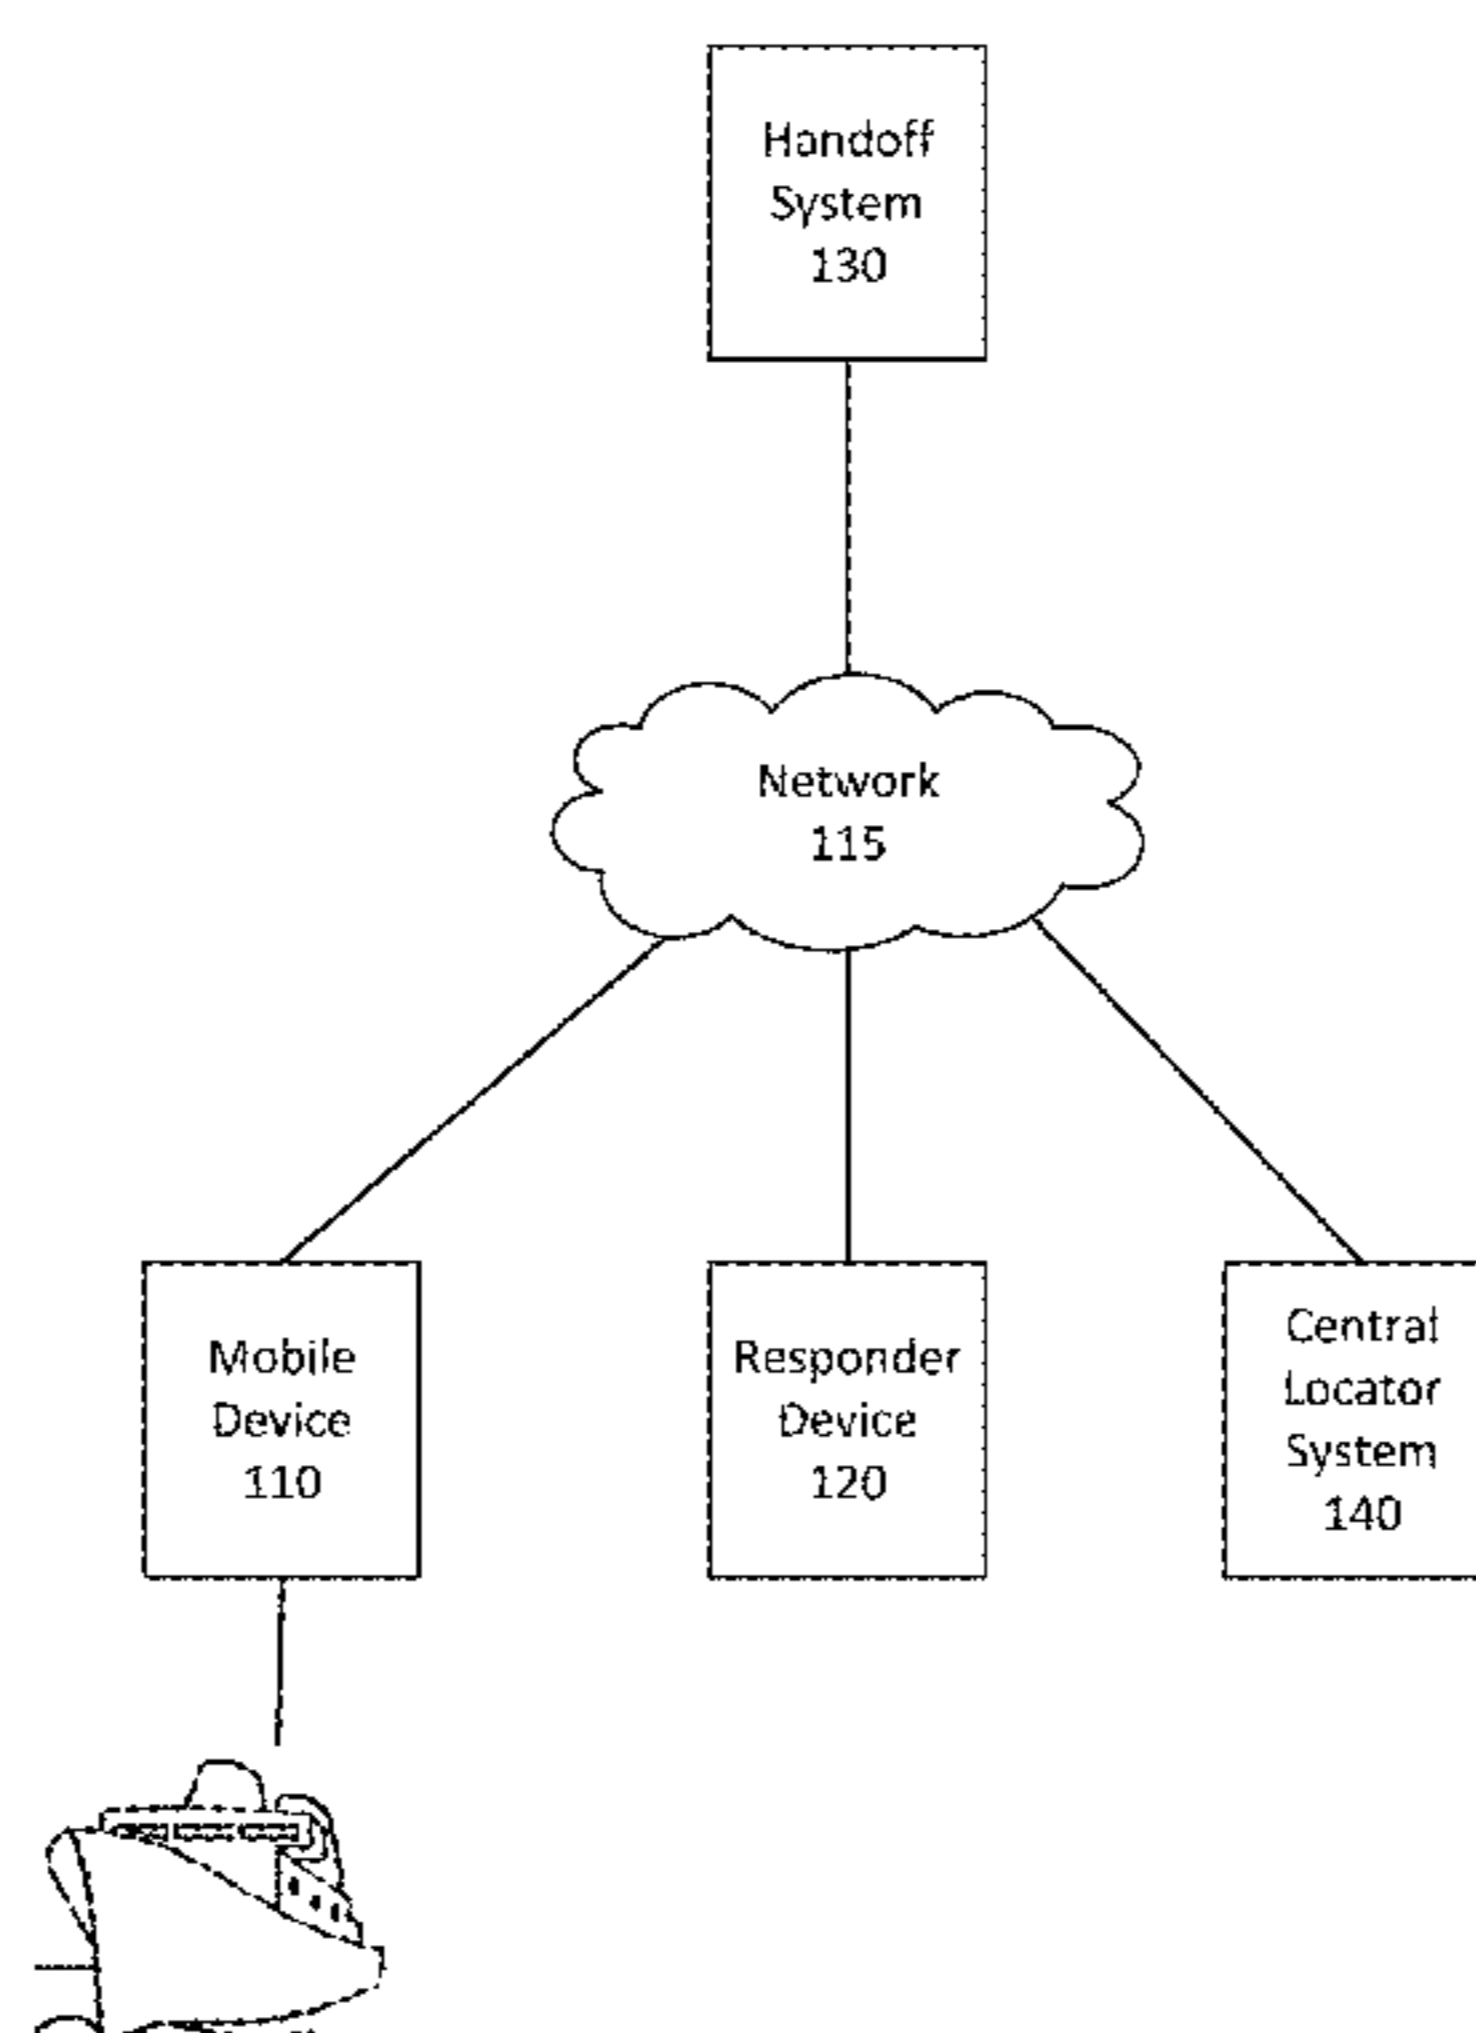 Handoff
System
130
Network
115
Mobile
Device
110
Responder
Device
120
Central
Locator
System
140